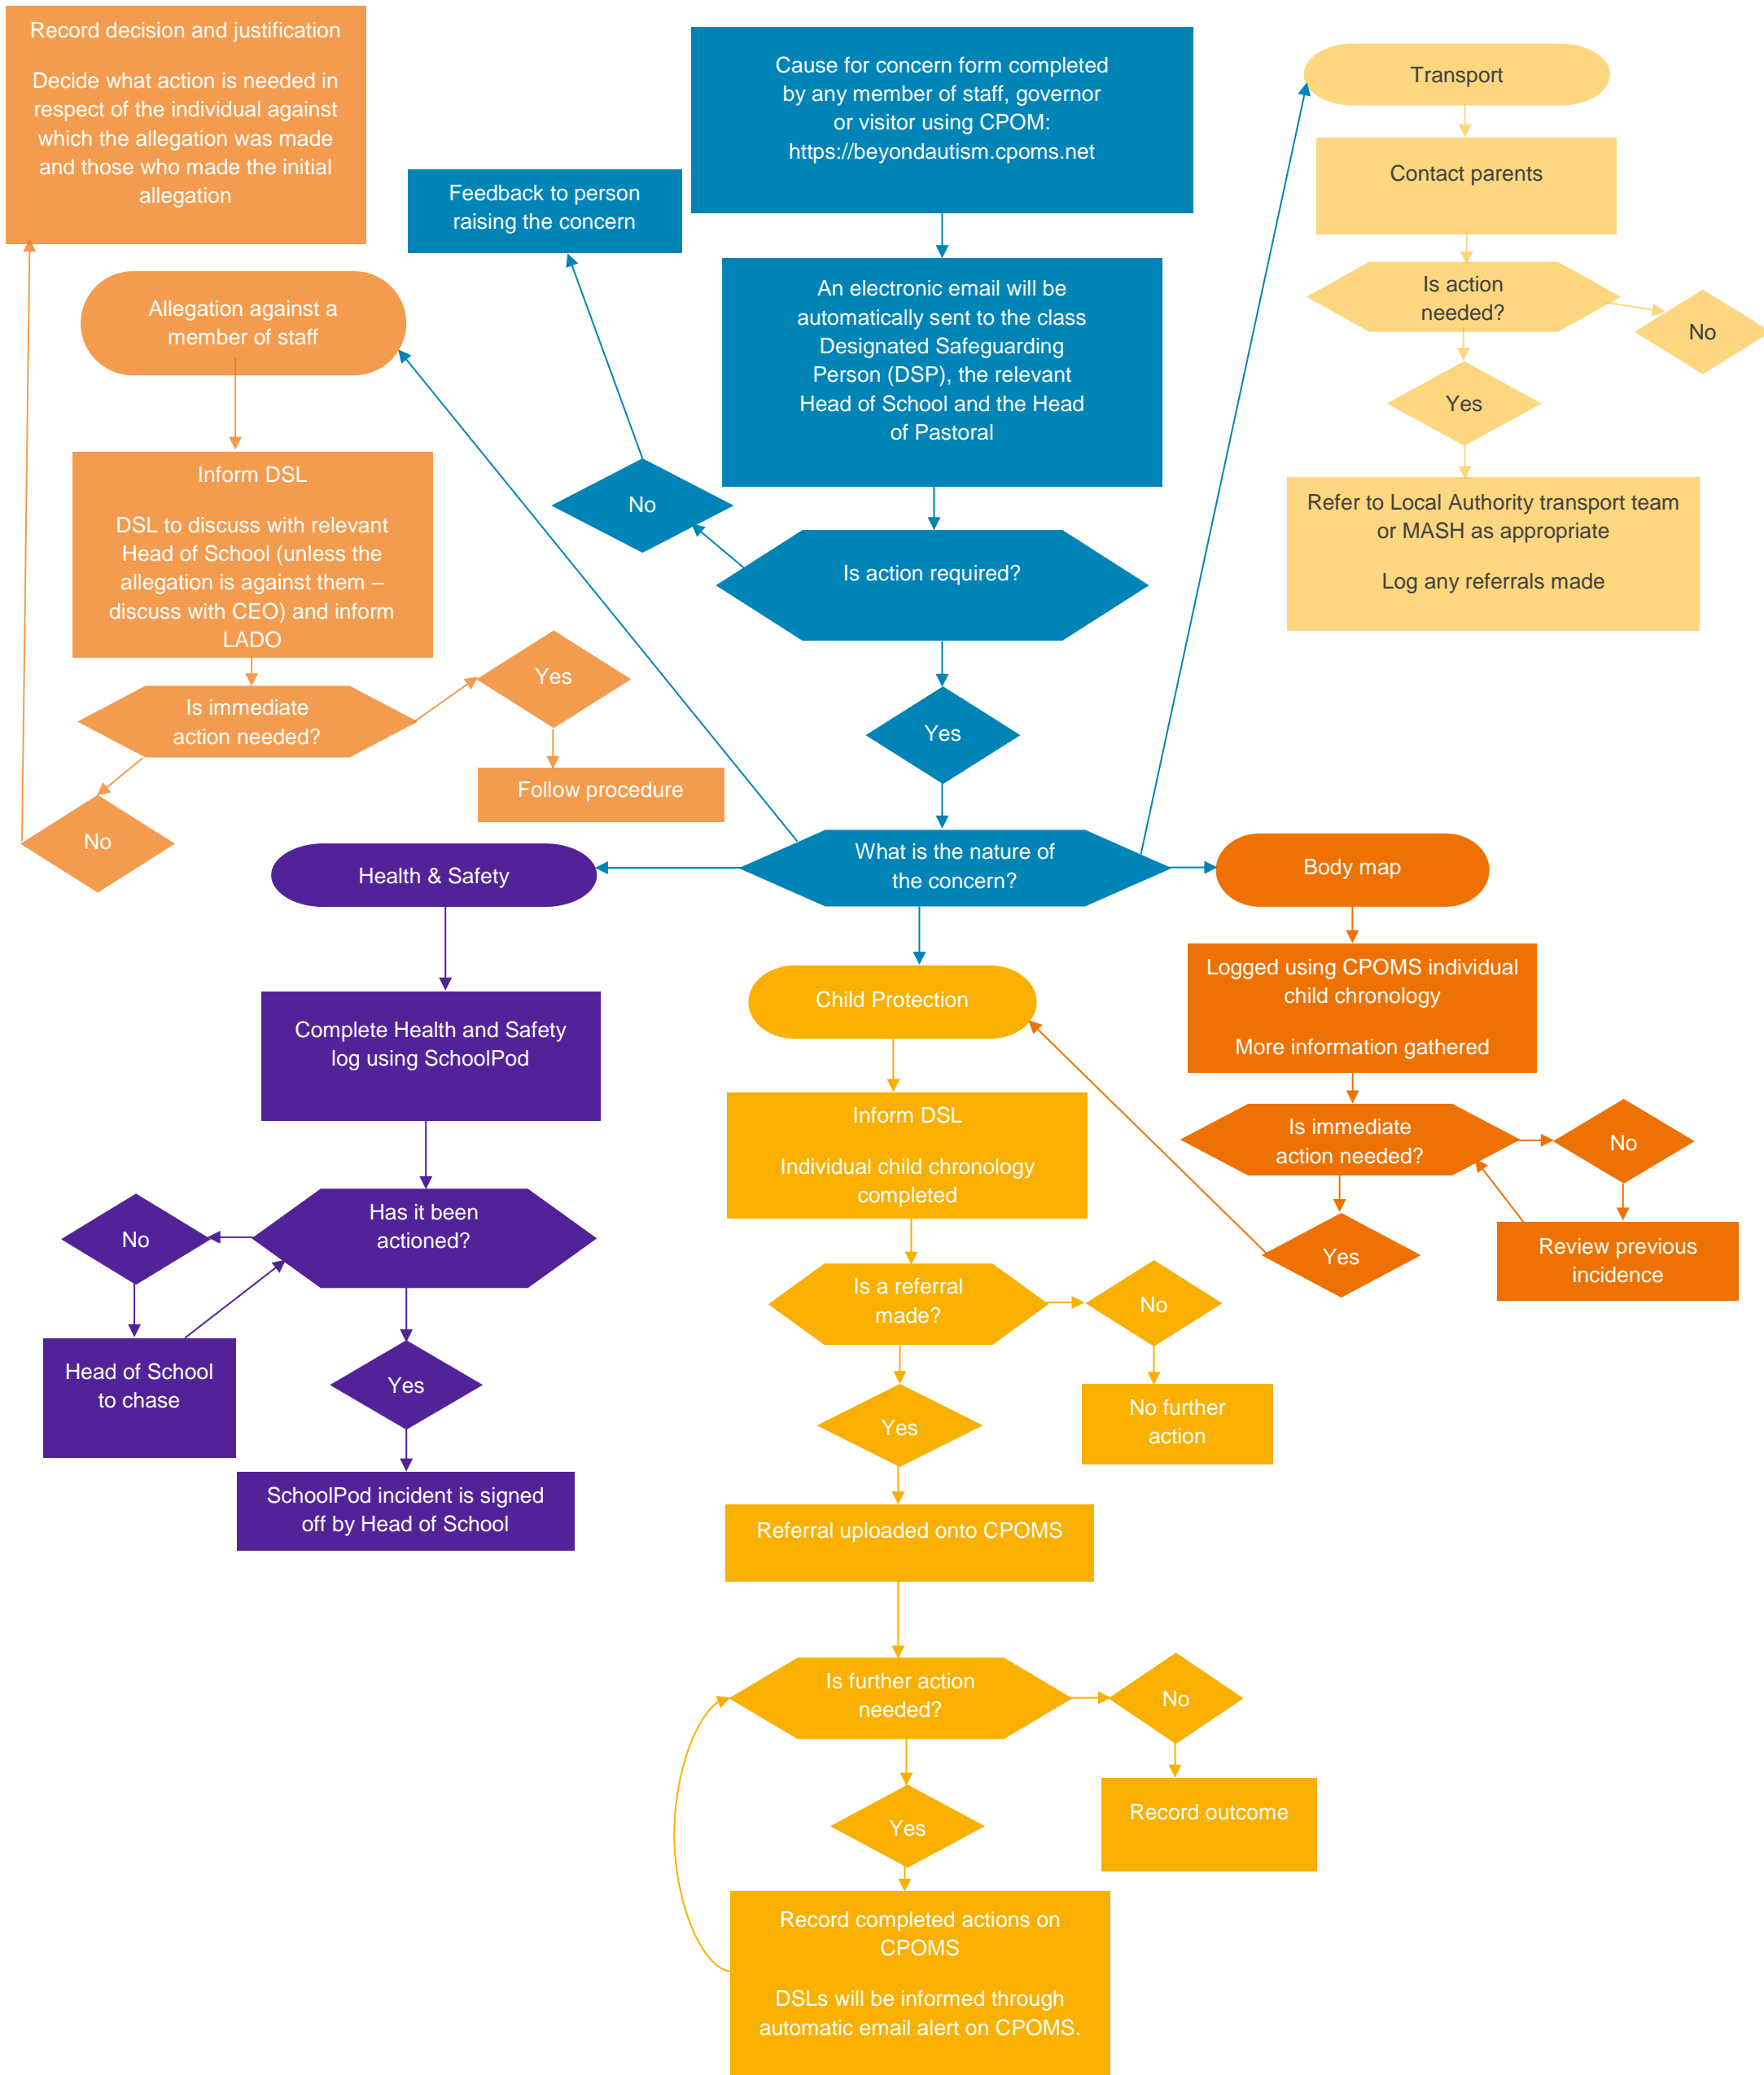 Record decision and justification
Decide what action is needed in
respect of the individual against
which the allegation was made
and those who made the initial
allegation
Cause for concern form completed
by any member of staff, governor
or visitor using CPOM:
https://beyondautism.cpoms.net
Transport
Contact parents
Feedback to person
raising the concern
Is action
needed?
No
Yes
Refer to Local Authority transport team
or MASH as appropriate
Log any referrals made
An electronic email will be
automatically sent to the class
Designated Safeguarding
Person (DSP), the relevant
Head of School and the Head
of Pastoral
Allegation against a
member of staff
Inform DSL
DSL to discuss with relevant
Head of School (unless the
allegation is against them –
discuss with CEO) and inform
LADO
No
Is action required?
Yes
Is immediate
action needed?
Yes
Follow procedure
No
What is the nature of
the concern?
Health & Safety
Body map
Complete Health and Safety
log using SchoolPod
Child Protection
Logged using CPOMS individual
child chronology
More information gathered
Inform DSL
Individual child chronology
completed
Is immediate
action needed?
No
Has it been
actioned?
No
Yes
Review previous
incidence
Is a referral
made?
No
Head of School
to chase
Yes
Yes
No further
action
SchoolPod incident is signed
off by Head of School
Referral uploaded onto CPOMS
Is further action
needed?
No
Yes
Record outcome
Record completed actions on
CPOMS
DSLs will be informed through
automatic email alert on CPOMS.